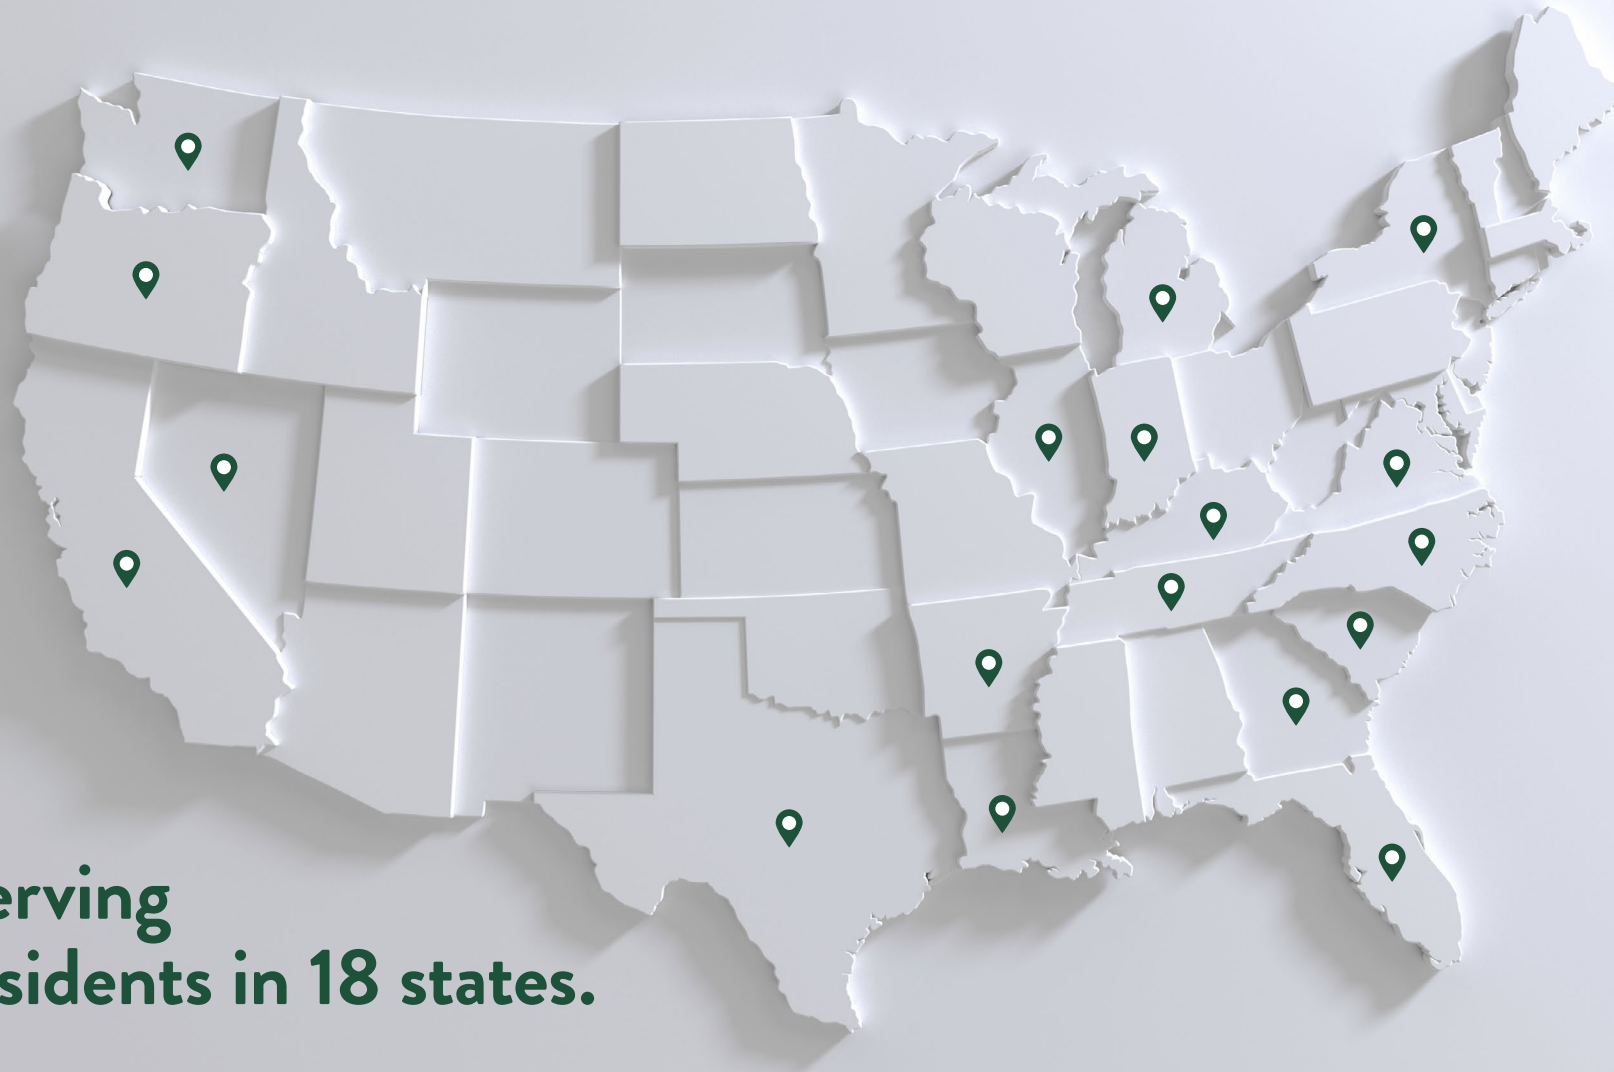 erving
sidents in 18 states.